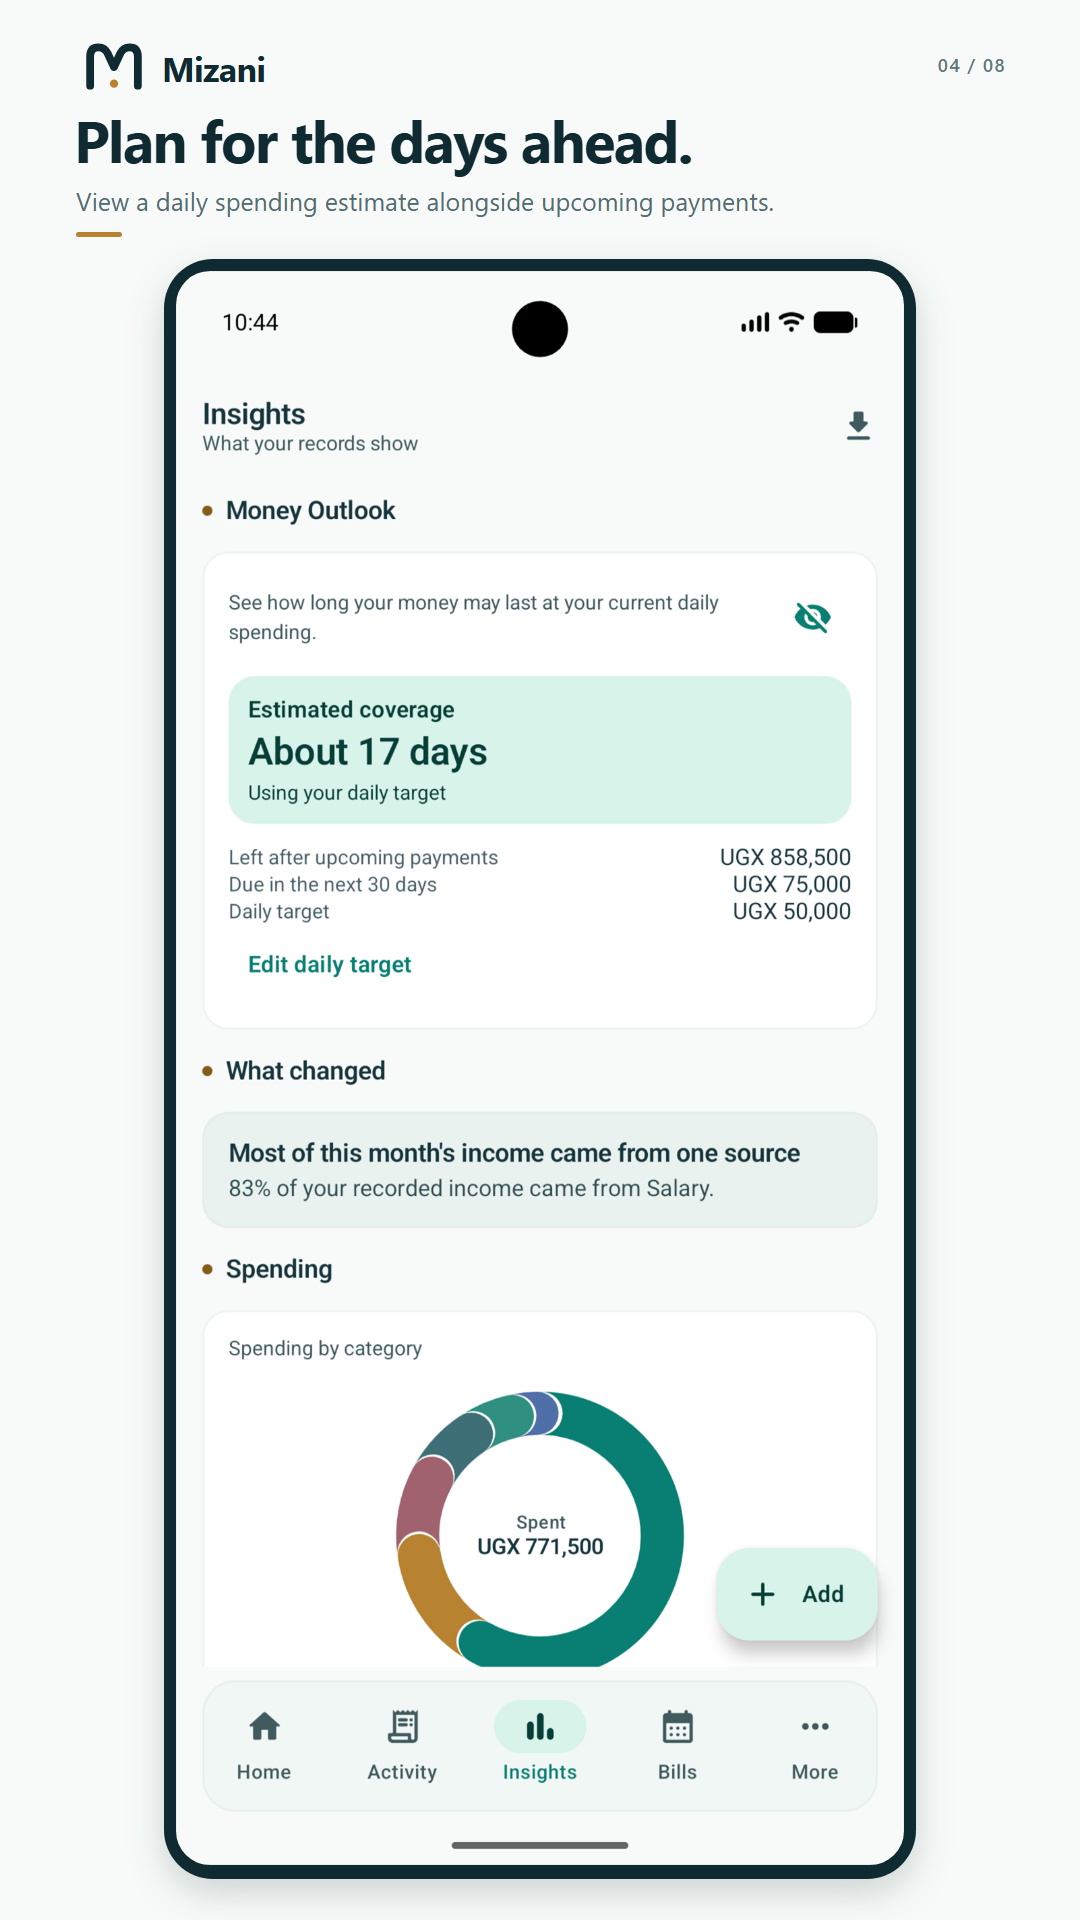 Mizani
04 / 08
Plan for the days ahead.
View a daily spending estimate alongside upcoming payments.
10:44
Insights
What your records show
Money Outlook
See how long your money may last at your current daily
spending.
Estimated coverage
About 17 days
Using your daily target
Left after upcoming payments UGX 858,500
Due in the next 30 days UGX 75,000
Daily target UGX 50,000
Edit daily target
What changed
Most of this month's income came from one source
83% of your recorded income came from Salary.
Spending
Spending by category
Spent
UGX 771,500
Add
Home Activity Insights Bills More